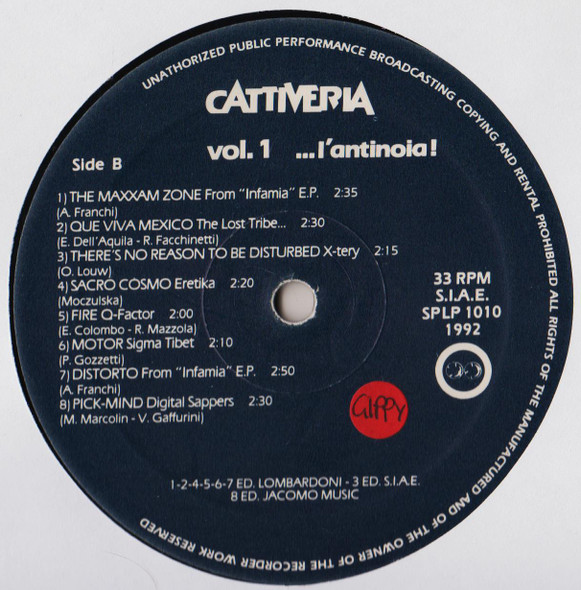 UNATHORIZED PUBLIC PERFORMANCE BROADCASTING COPYING AND RENTAL PROHIBITED ALL RIGHTS OF THE MANUFACTURED AND OF THE OWNER OF THE RECORDER WORK RESERVED
CATTIVERIA
vol. 1 ...l'antinoia!
Side B
1) THE MAXXAM ZONE From "Infamia" E.P. 2:35
(A. Franchi)
2) QUE VIVA MEXICO The Lost Tribe... 2:30
(E. Dell'Aquila - R. Facchinetti)
3) THERE'S NO REASON TO BE DISTURBED X-tery 2:15
(O. Louw)
4) SACRO COSMO Eretika 2:20
(Moczulska)
5) FIRE Q-Factor 2:00
(E. Colombo - R. Mazzola)
6) MOTOR Sigma Tibet 2:10
(P. Gozzetti)
7) DISTORTO From "Infamia" E.P. 2:50
(A. Franchi)
8) PICK-MIND Digital Sappers 2:30
(M. Marcolin - V. Gaffurini)
33 RPM
S.I.A.E.
SPLP 1010
1992
GIPPY
1-2-4-5-6-7 ED. LOMBARDONI - 3 ED. S.I.A.E.
8 ED. JACOMO MUSIC